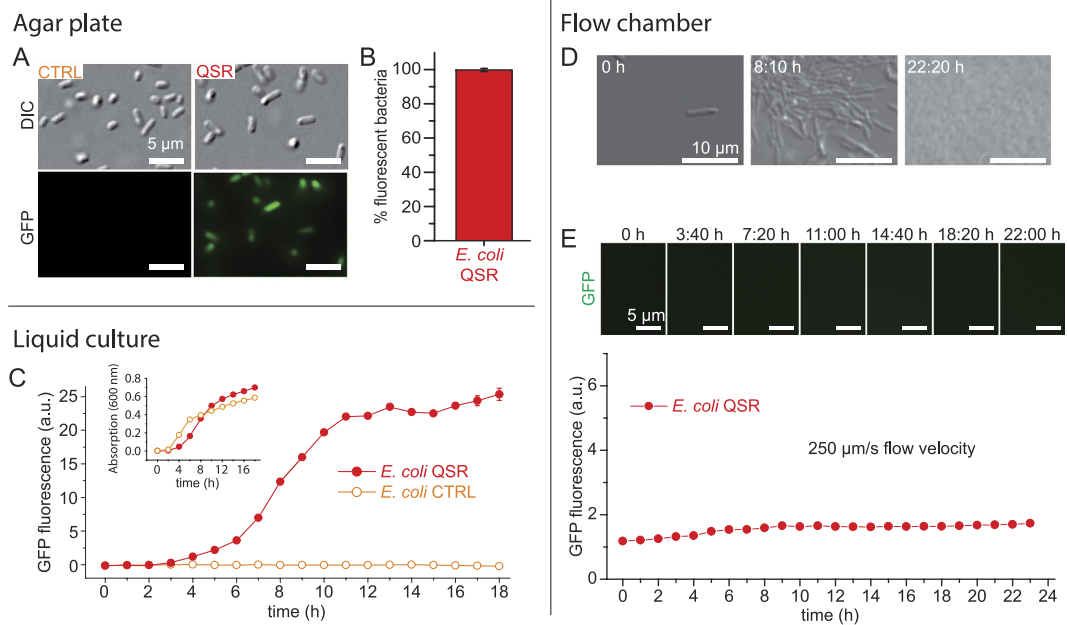 Agar plate
A
CTRL
QSR
DIC
5 µm
GFP
B
% fluorescent bacteria
100
80
60
40
20
0
E. coli
QSR
Liquid culture
C
GFP fluorescence (a.u.)
25
20
15
10
5
0
0 2 4 6 8 10 12 14 16 18
time (h)
Absorption (600 nm)
0.8
0.4
0.0
0 4 8 12 16
time (h)
E. coli QSR
E. coli CTRL
Flow chamber
D
0 h
8:10 h
22:20 h
10 µm
E
0 h 3:40 h 7:20 h 11:00 h 14:40 h 18:20 h 22:00 h
GFP
5 µm
GFP fluorescence (a.u.)
6
4
2
0
E. coli QSR
250 µm/s flow velocity
0 2 4 6 8 10 12 14 16 18 20 22 24
time (h)